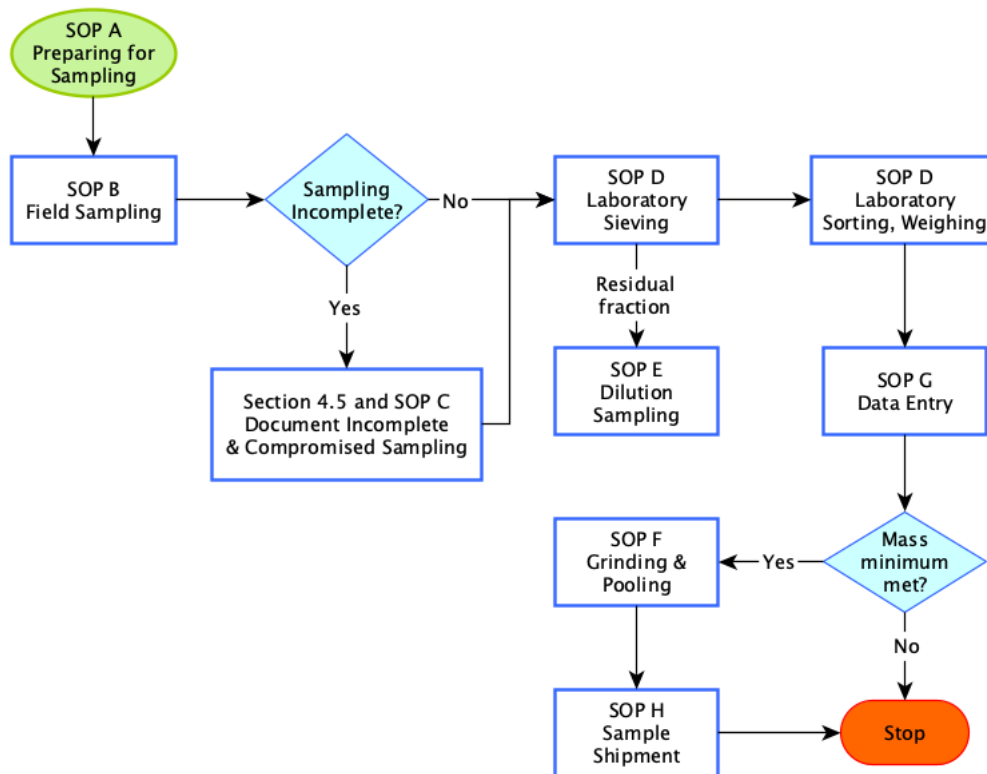 SOP A
Preparing for
Sampling
SOP B
Field Sampling
Sampling
Incomplete?
No
Yes
Section 4.5 and SOP C
Document Incomplete
& Compromised Sampling
SOP D
Laboratory
Sieving
SOP D
Laboratory
Sorting, Weighing
Residual
fraction
SOP E
Dilution
Sampling
SOP G
Data Entry
Mass
minimum
met?
Yes
No
SOP F
Grinding &
Pooling
SOP H
Sample
Shipment
Stop